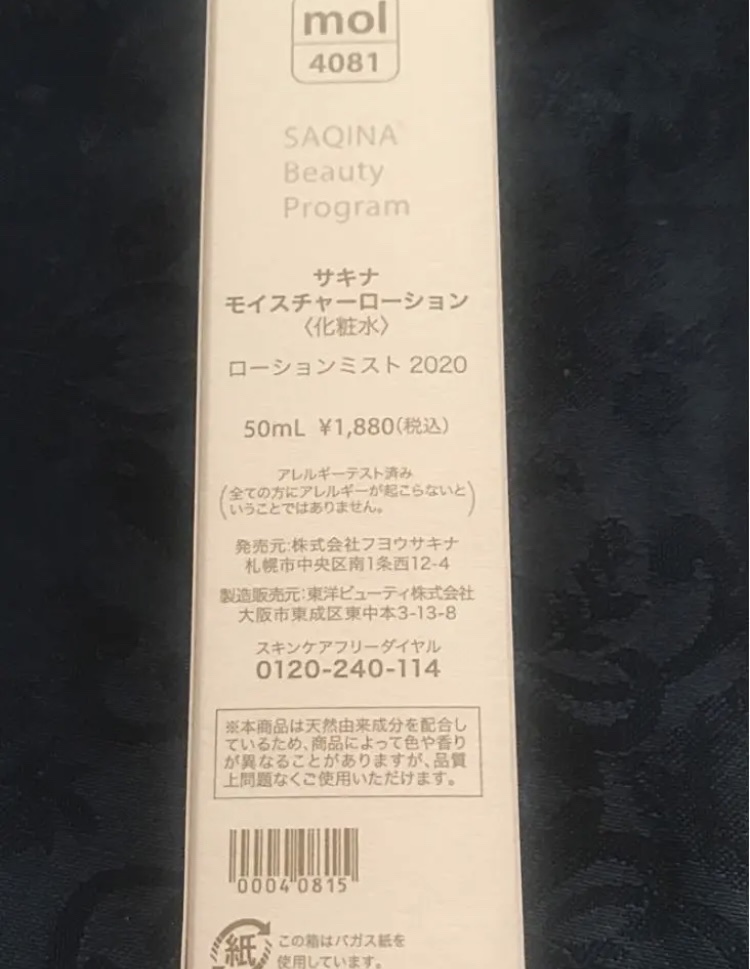 mol
4081
SAQINA
Beauty
Program
サキナ
モイスチャーローション
〈化粧水〉
ローションミスト 2020
50mL ¥1,880(税込)
アレルギーテスト済み
(全ての方にアレルギーが起こらないと
いうことではありません。)
発売元:株式会社フヨウサキナ
札幌市中央区南1条西12-4
製造販売元:東洋ビューティ株式会社
大阪市東成区東中本3-13-8
スキンケアフリーダイヤル
0120-240-114
※本商品は天然由来成分を配合し
ているため、商品によって色や香り
が異なることがありますが、品質
上問題なくご使用いただけます。
00040815
紙
この箱はバガス紙を
使用しています。